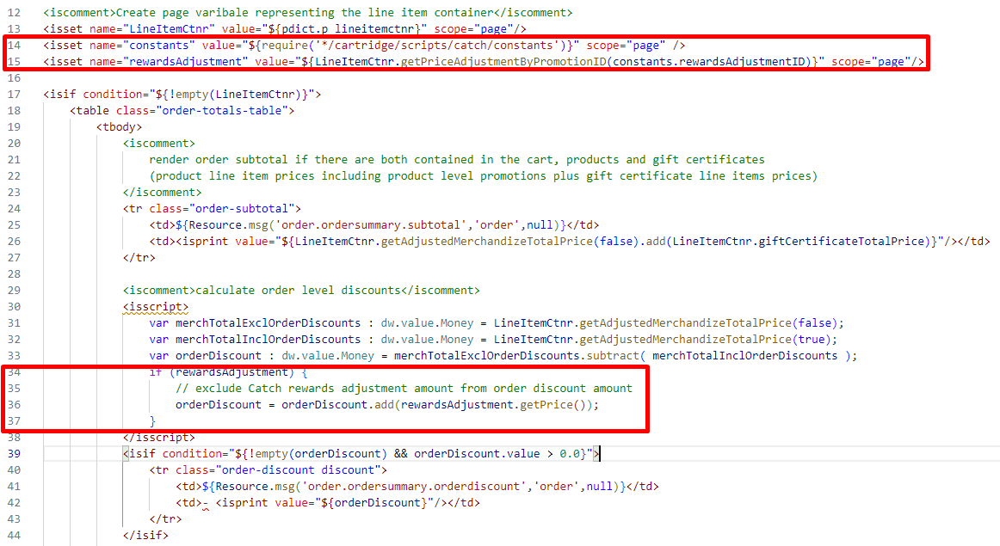 12 <iscomment>Create page varibale representing the line item container</iscomment>
13 <isset name="LineItemCtnr" value="${pdict.p_lineitemctnr}" scope="page"/>
14 <isset name="constants" value="${require('*/cartridge/scripts/catch/constants')}" scope="page" />
15 <isset name="rewardsAdjustment" value="${LineItemCtnr.getPriceAdjustmentByPromotionID(constants.rewardsAdjustmentID)}" scope="page"/>
16
17 <isif condition="${!empty(LineItemCtnr)}">
18 <table class="order-totals-table">
19 <tbody>
20 <iscomment>
21 render order subtotal if there are both contained in the cart, products and gift certificates
22 (product line item prices including product level promotions plus gift certificate line items prices)
23 </iscomment>
24 <tr class="order-subtotal">
25 <td>${Resource.msg('order.ordersummary.subtotal','order',null)}</td>
26 <td><isprint value="${LineItemCtnr.getAdjustedMerchandizeTotalPrice(false).add(LineItemCtnr.giftCertificateTotalPrice)}"/></td>
27 </tr>
28
29 <iscomment>calculate order level discounts</iscomment>
30 <isscript>
31 var merchTotalExclOrderDiscounts : dw.value.Money = LineItemCtnr.getAdjustedMerchandizeTotalPrice(false);
32 var merchTotalInclOrderDiscounts : dw.value.Money = LineItemCtnr.getAdjustedMerchandizeTotalPrice(true);
33 var orderDiscount : dw.value.Money = merchTotalExclOrderDiscounts.subtract( merchTotalInclOrderDiscounts );
34 if (rewardsAdjustment) {
35 // exclude Catch rewards adjustment amount from order discount amount
36 orderDiscount = orderDiscount.add(rewardsAdjustment.getPrice());
37 }
38 </isscript>
39 <isif condition="${!empty(orderDiscount) && orderDiscount.value > 0.0}">
40 <tr class="order-discount discount">
41 <td>${Resource.msg('order.ordersummary.orderdiscount','order',null)}</td>
42 <td>- <isprint value="${orderDiscount}"/></td>
43 </tr>
44 </isif>